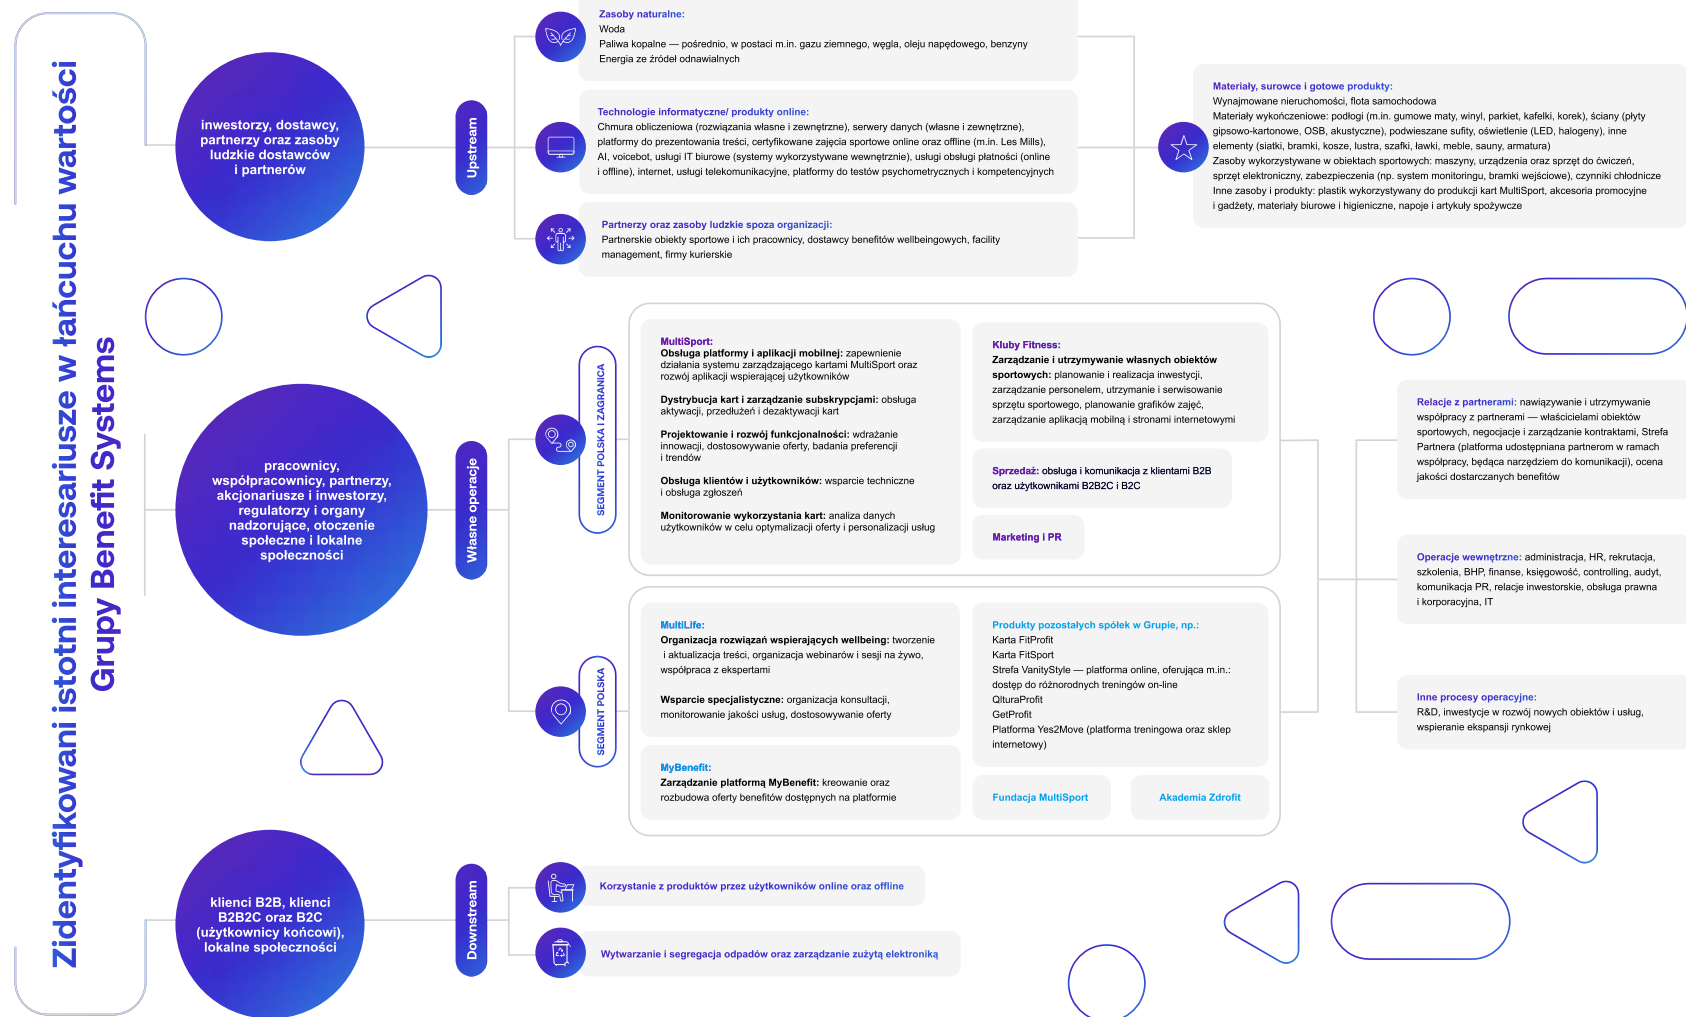 Zidentyfikowani istotni interesariusze w łańcuchu wartości
Grupy Benefit Systems
inwestorzy, dostawcy,
partnerzy oraz zasoby
ludzkie dostawców
i partnerów
Upstream
Zasoby naturalne:
Woda
Paliwa kopalne — pośrednio, w postaci m.in. gazu ziemnego, węgla, oleju napędowego, benzyny
Energia ze źródeł odnawialnych
Technologie informatyczne/ produkty online:
Chmura obliczeniowa (rozwiązania własne i zewnętrzne), serwery danych (własne i zewnętrzne),
platformy do prezentowania treści, certyfikowane zajęcia sportowe online oraz offline (m.in. Les Mills),
AI, voicebot, usługi IT biurowe (systemy wykorzystywane wewnętrznie), usługi obsługi płatności (online
i offline), internet, usługi telekomunikacyjne, platformy do testów psychometrycznych i kompetencyjnych
Partnerzy oraz zasoby ludzkie spoza organizacji:
Partnerskie obiekty sportowe i ich pracownicy, dostawcy benefitów wellbeingowych, facility
management, firmy kurierskie
Materiały, surowce i gotowe produkty:
Wynajmowane nieruchomości, flota samochodowa
Materiały wykończeniowe: podłogi (m.in. gumowe maty, winyl, parkiet, kafelki, korek), ściany (płyty
gipsowo-kartonowe, OSB, akustyczne), podwieszane sufity, oświetlenie (LED, halogeny), inne
elementy (siatki, bramki, kosze, lustra, szafki, ławki, meble, sauny, armatura)
Zasoby wykorzystywane w obiektach sportowych: maszyny, urządzenia oraz sprzęt do ćwiczeń,
sprzęt elektroniczny, zabezpieczenia (np. system monitoringu, bramki wejściowe), czynniki chłodnicze
Inne zasoby i produkty: plastik wykorzystywany do produkcji kart MultiSport, akcesoria promocyjne
i gadżety, materiały biurowe i higieniczne, napoje i artykuły spożywcze
pracownicy,
współpracownicy, partnerzy,
akcjonariusze i inwestorzy,
regulatorzy i organy
nadzorujące, otoczenie
społeczne i lokalne
społeczności
Własne operacje
SEGMENT POLSKA I ZAGRANICA
MultiSport:
Obsługa platformy i aplikacji mobilnej: zapewnienie
działania systemu zarządzającego kartami MultiSport oraz
rozwój aplikacji wspierającej użytkowników
Dystrybucja kart i zarządzanie subskrypcjami: obsługa
aktywacji, przedłużeń i dezaktywacji kart
Projektowanie i rozwój funkcjonalności: wdrażanie
innowacji, dostosowywanie oferty, badania preferencji
i trendów
Obsługa klientów i użytkowników: wsparcie techniczne
i obsługa zgłoszeń
Monitorowanie wykorzystania kart: analiza danych
użytkowników w celu optymalizacji oferty i personalizacji usług
Kluby Fitness:
Zarządzanie i utrzymywanie własnych obiektów
sportowych: planowanie i realizacja inwestycji,
zarządzanie personelem, utrzymanie i serwisowanie
sprzętu sportowego, planowanie grafików zajęć,
zarządzanie aplikacją mobilną i stronami internetowymi
Sprzedaż: obsługa i komunikacja z klientami B2B
oraz użytkownikami B2B2C i B2C
Marketing i PR
SEGMENT POLSKA
MultiLife:
Organizacja rozwiązań wspierających wellbeing: tworzenie
i aktualizacja treści, organizacja webinarów i sesji na żywo,
współpraca z ekspertami
Wsparcie specjalistyczne: organizacja konsultacji,
monitorowanie jakości usług, dostosowywanie oferty
MyBenefit:
Zarządzanie platformą MyBenefit: kreowanie oraz
rozbudowa oferty benefitów dostępnych na platformie
Produkty pozostałych spółek w Grupie, np.:
Karta FitProfit
Karta FitSport
Strefa VanityStyle — platforma online, oferująca m.in.:
dostęp do różnorodnych treningów on-line
QlturaProfit
GetProfit
Platforma Yes2Move (platforma treningowa oraz sklep
internetowy)
Fundacja MultiSport
Akademia Zdrofit
Relacje z partnerami: nawiązywanie i utrzymywanie
współpracy z partnerami — właścicielami obiektów
sportowych, negocjacje i zarządzanie kontraktami, Strefa
Partnera (platforma udostępniana partnerom w ramach
współpracy, będąca narzędziem do komunikacji), ocena
jakości dostarczanych benefitów
Operacje wewnętrzne: administracja, HR, rekrutacja,
szkolenia, BHP, finanse, księgowość, controlling, audyt,
komunikacja PR, relacje inwestorskie, obsługa prawna
i korporacyjna, IT
Inne procesy operacyjne:
R&D, inwestycje w rozwój nowych obiektów i usług,
wspieranie ekspansji rynkowej
klienci B2B, klienci
B2B2C oraz B2C
(użytkownicy końcowi),
lokalne społeczności
Downstream
Korzystanie z produktów przez użytkowników online oraz offline
Wytwarzanie i segregacja odpadów oraz zarządzanie zużytą elektroniką